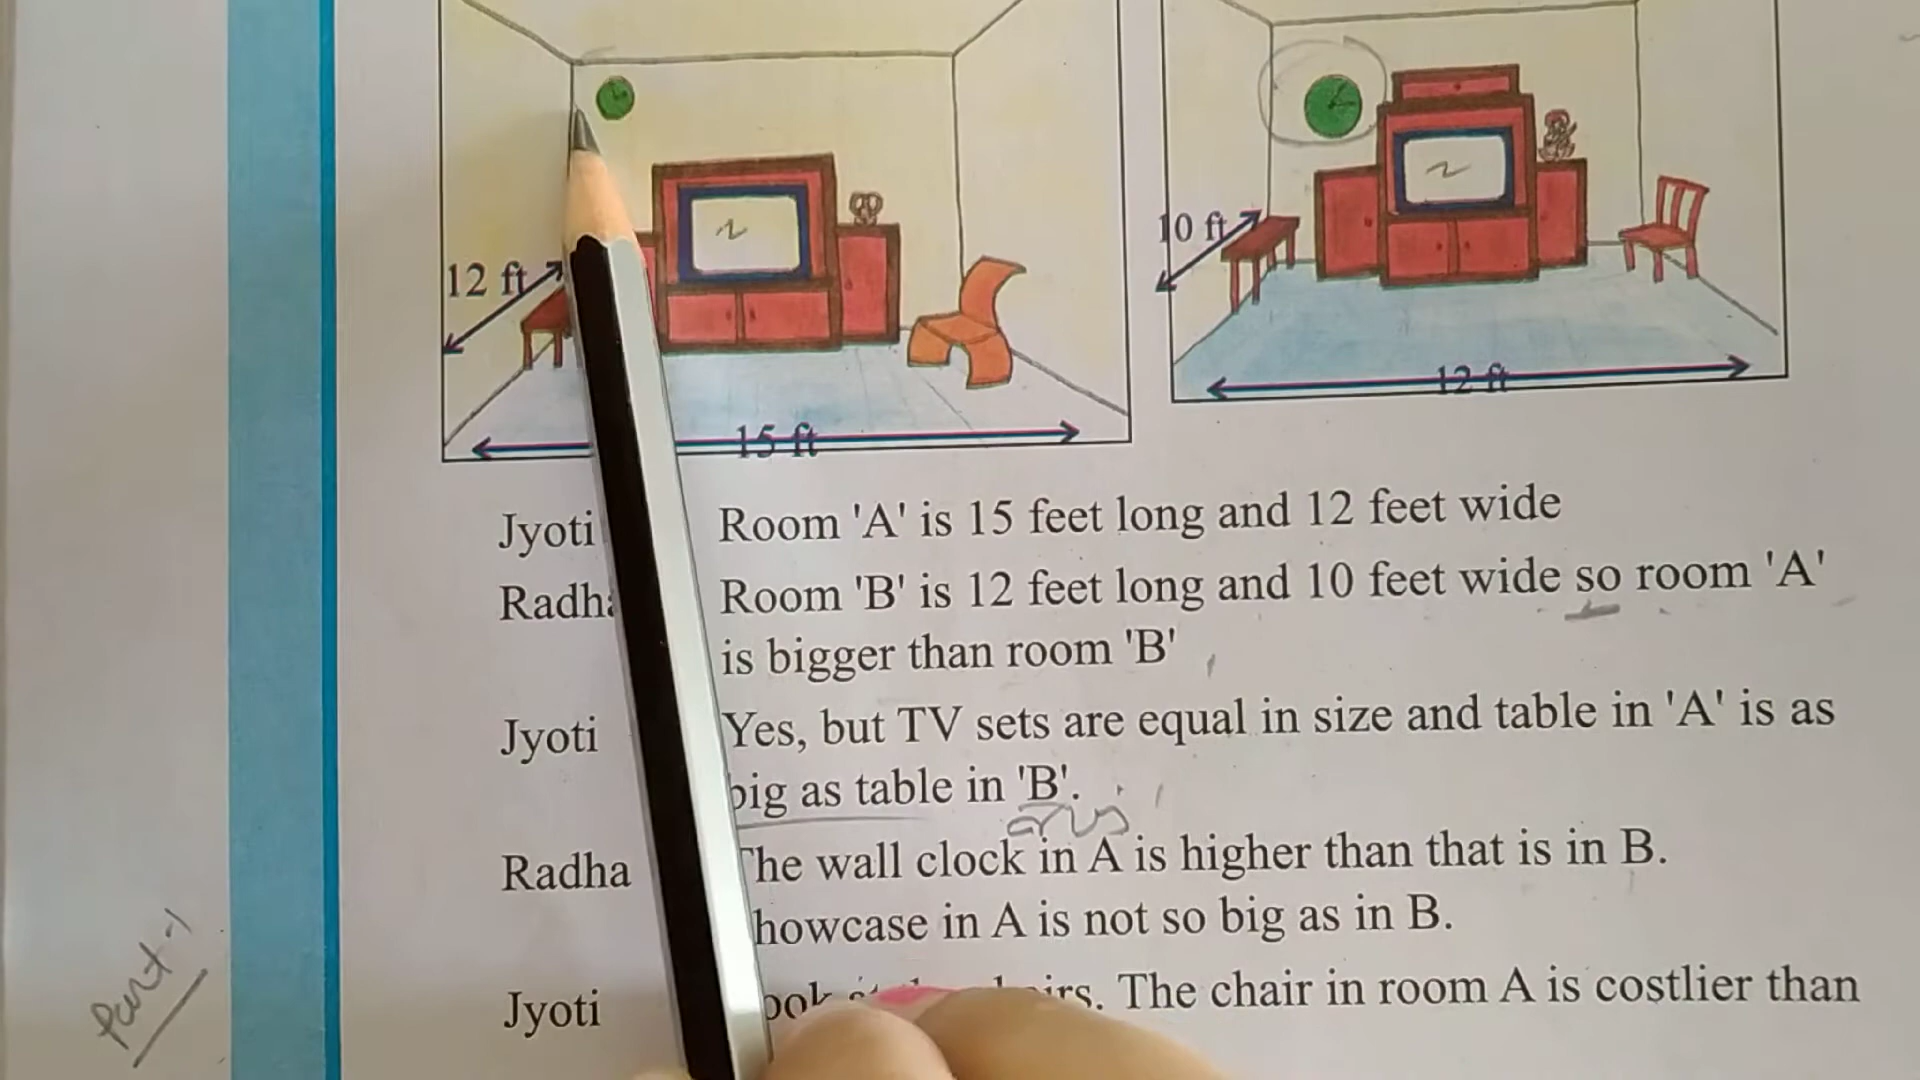 12 ft
15 ft
10 ft
12 ft
Jyoti Room 'A' is 15 feet long and 12 feet wide
Radha Room 'B' is 12 feet long and 10 feet wide so room 'A'
is bigger than room 'B'
Jyoti Yes, but TV sets are equal in size and table in 'A' is as
big as table in 'B'.
Radha The wall clock in A is higher than that is in B.
howcase in A is not so big as in B.
Jyoti The chair in room A is costlier than
Part-1